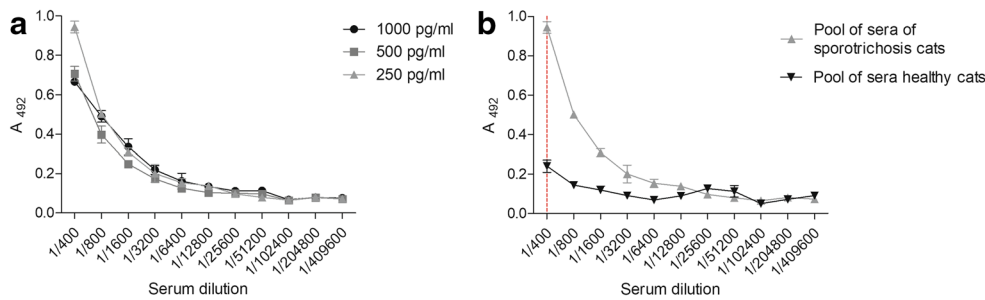 a
1.0
0.8
0.6
0.4
0.2
0.0
A 492
1000 pg/ml
500 pg/ml
250 pg/ml
1/400
1/800
1/1600
1/3200
1/6400
1/12800
1/25600
1/51200
1/102400
1/204800
1/409600
Serum dilution
b
1.0
0.8
0.6
0.4
0.2
0.0
A 492
Pool of sera of
sporotrichosis cats
Pool of sera healthy cats
1/400
1/800
1/1600
1/3200
1/6400
1/12800
1/25600
1/51200
1/102400
1/204800
1/409600
Serum dilution